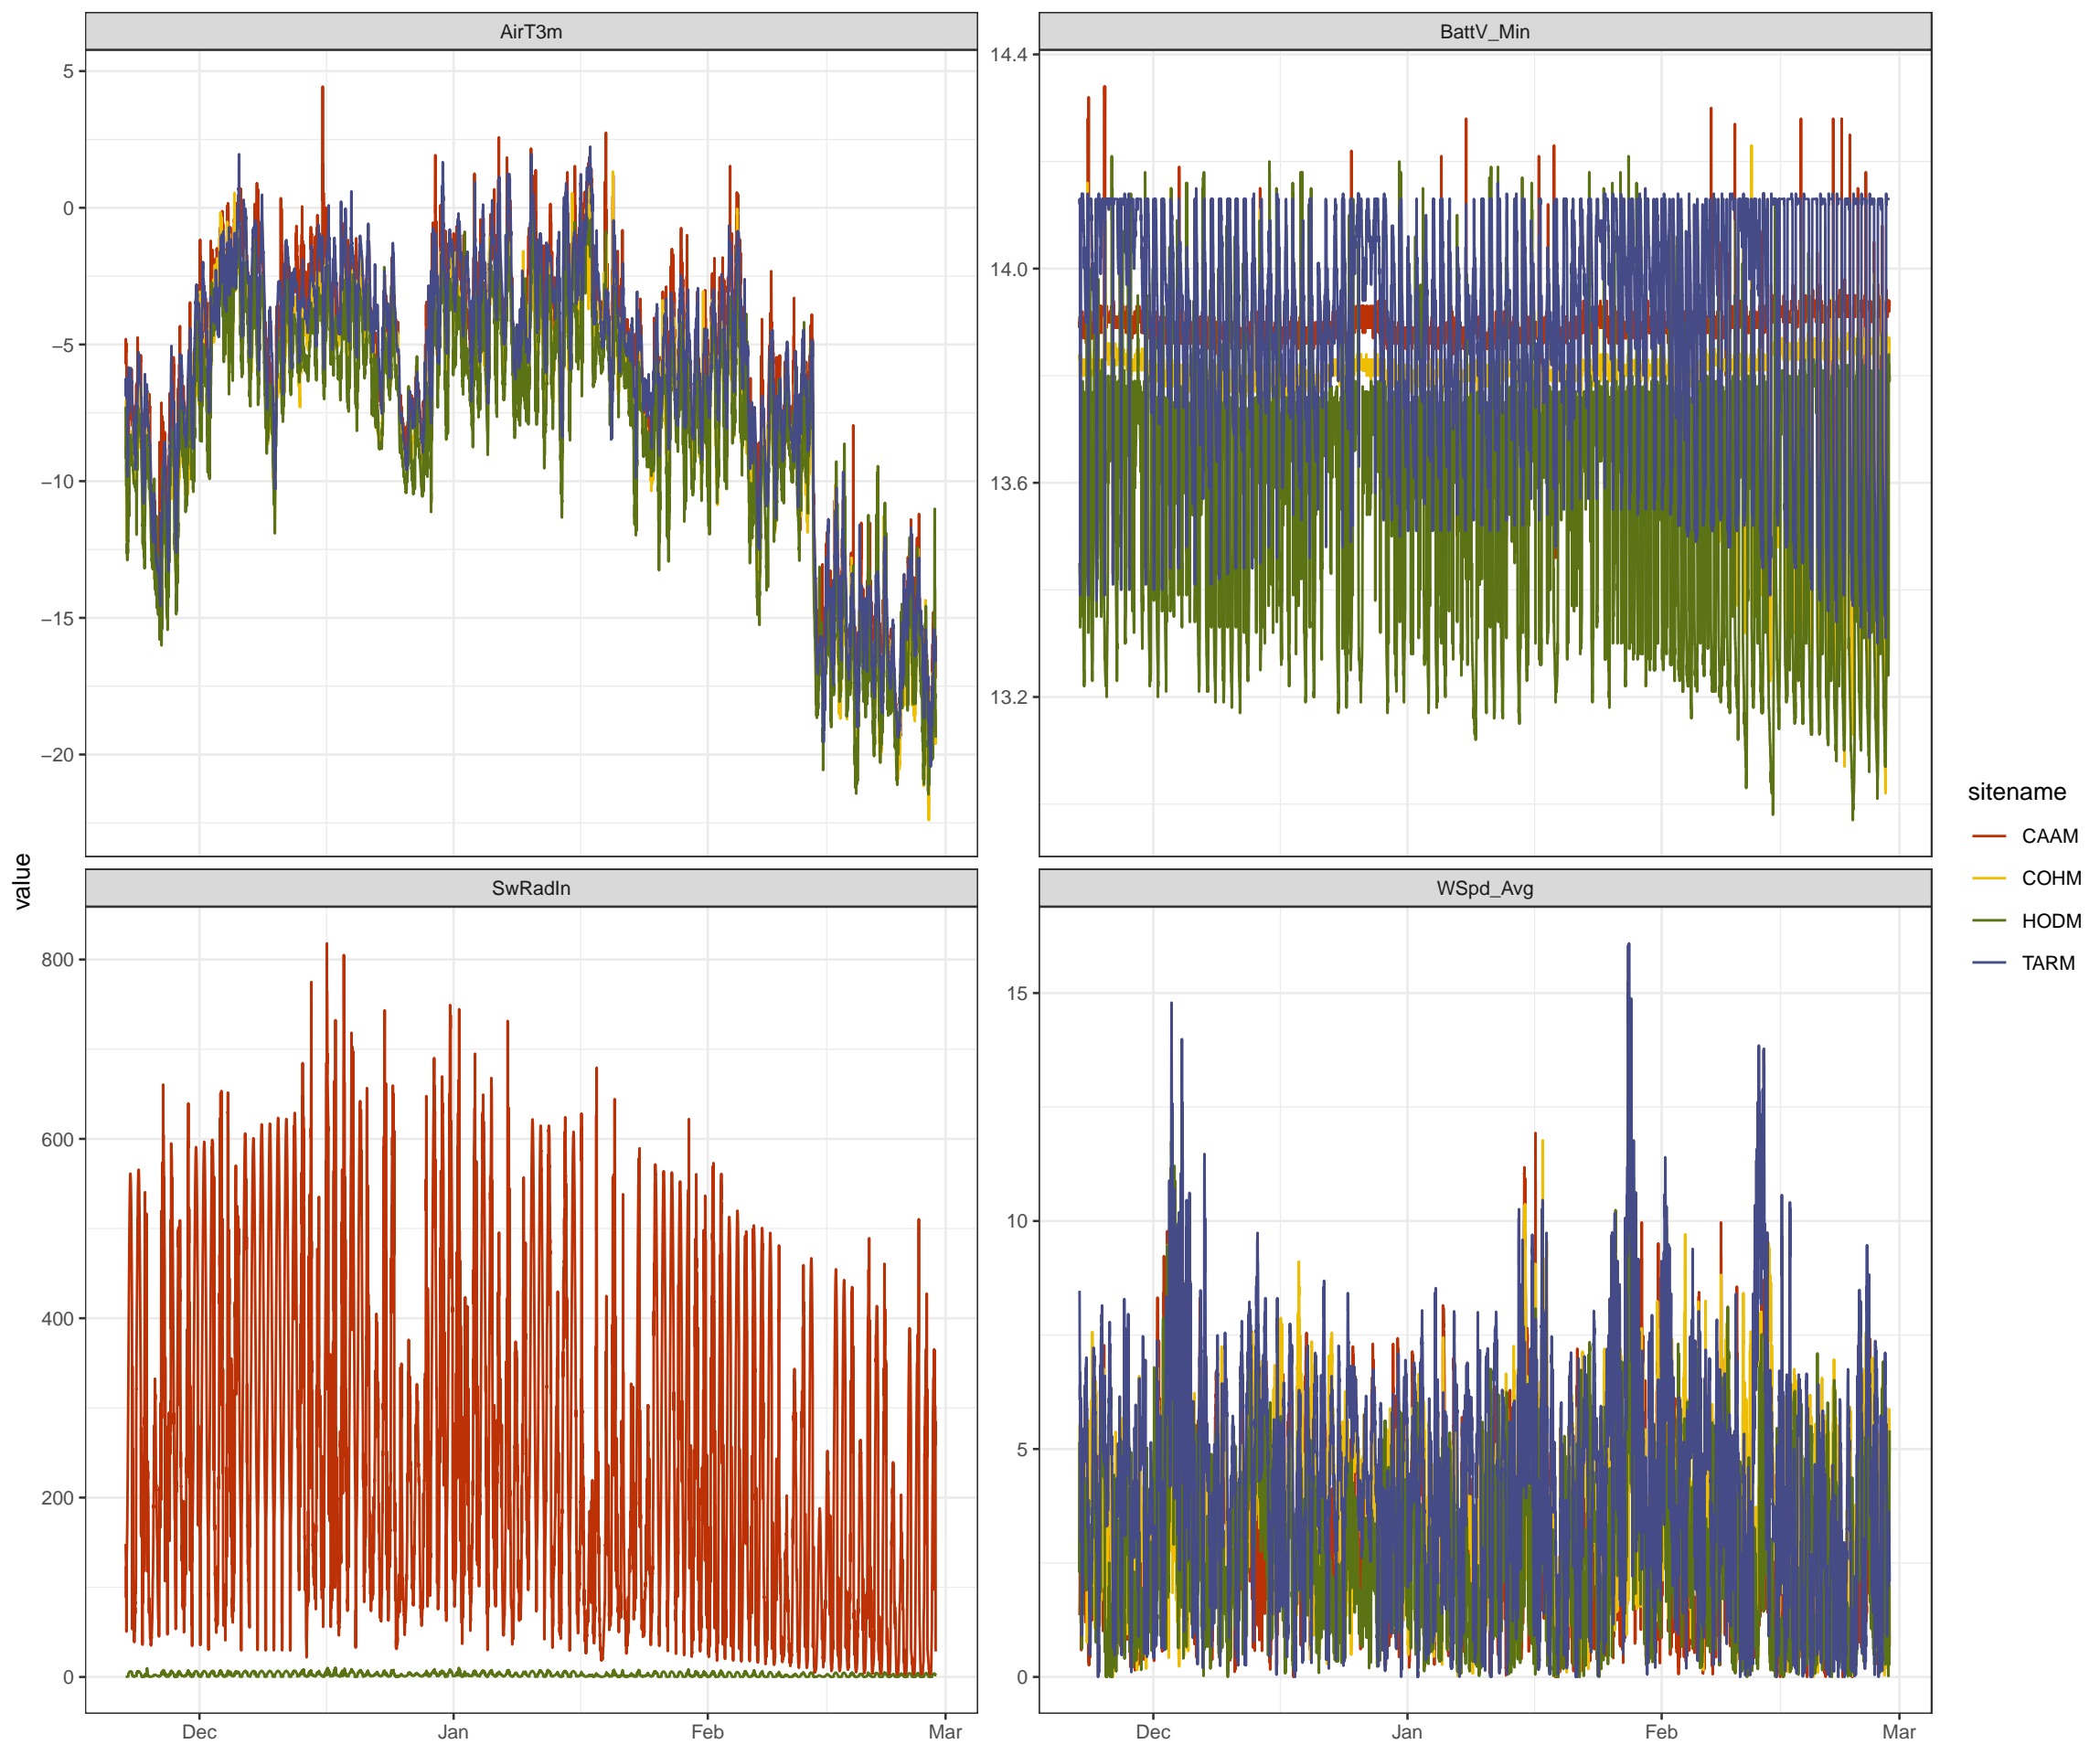 AirT3m
BattV_Min
5
0
−5
−10
−15
−20
14.4
14.0
13.6
13.2
value
SwRadIn
WSpd_Avg
800
600
400
200
0
15
10
5
0
Dec
Jan
Feb
Mar
Dec
Jan
Feb
Mar
sitename
CAAM
COHM
HODM
TARM